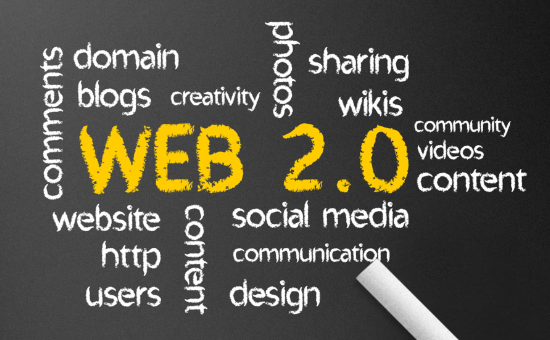 comments
domain
photos
sharing
blogs
creativity
wikis
WEB 2.0
community
videos
content
website
content
social media
http
communication
users
design